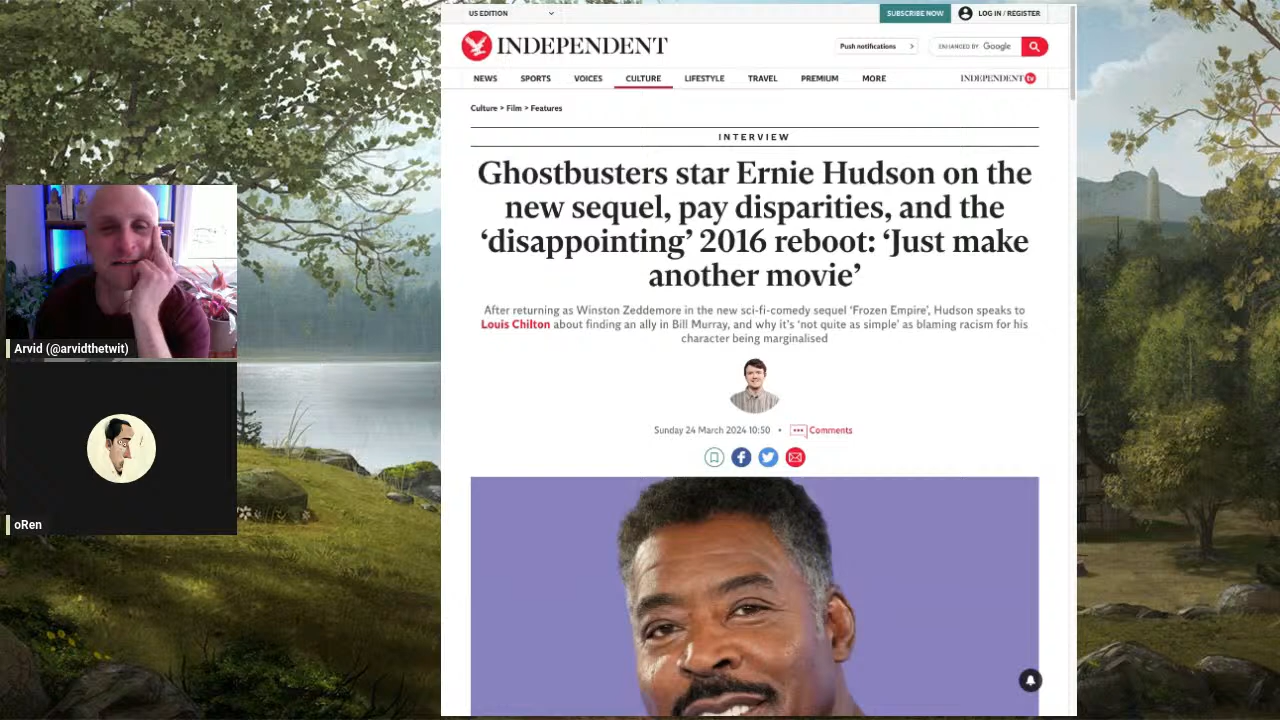 US EDITION
SUBSCRIBE NOW
LOG IN / REGISTER
INDEPENDENT
Push notifications
ENHANCED BY Google
NEWS
SPORTS
VOICES
CULTURE
LIFESTYLE
TRAVEL
PREMIUM
MORE
INDEPENDENT tv
Culture > Film > Features
INTERVIEW
Ghostbusters star Ernie Hudson on the
new sequel, pay disparities, and the
‘disappointing’ 2016 reboot: ‘Just make
another movie’
After returning as Winston Zeddemore in the new sci-fi-comedy sequel ‘Frozen Empire’, Hudson speaks to
Louis Chilton about finding an ally in Bill Murray, and why it’s ‘not quite as simple’ as blaming racism for his
character being marginalised
Sunday 24 March 2024 10:50 • Comments
Arvid (@arvidthetwit)
oRen